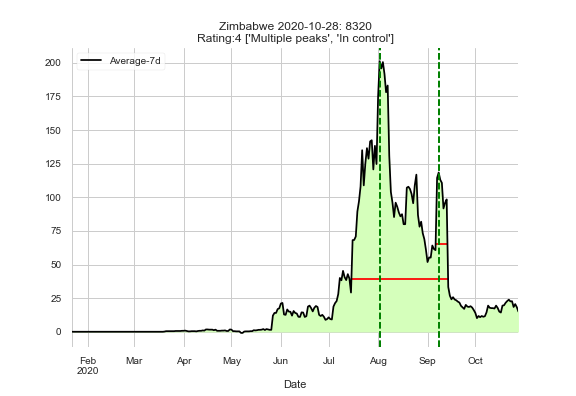 Zimbabwe 2020-10-28: 8320
Rating:4 ['Multiple peaks', 'In control']
Average-7d
200
175
150
125
100
75
50
25
0
Feb Mar Apr May Jun Jul Aug Sep Oct
2020
Date